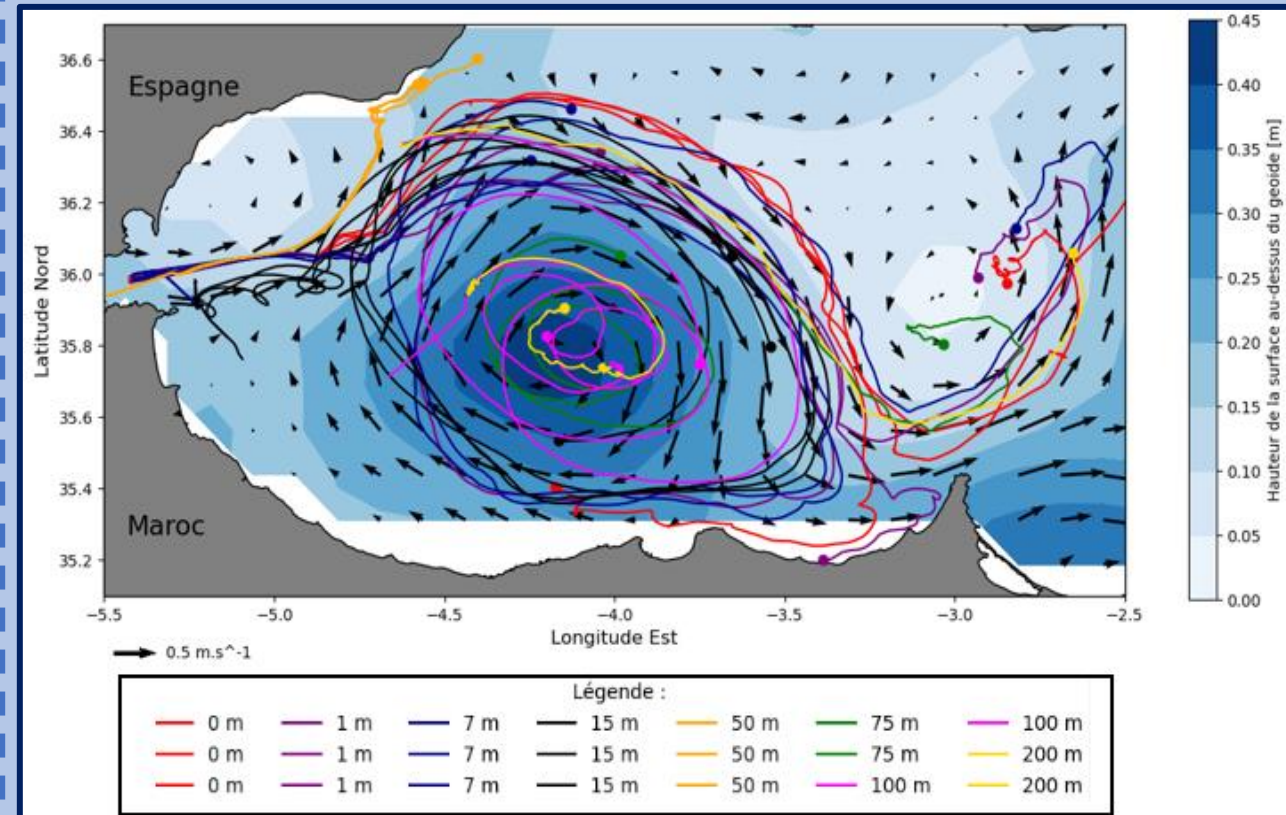 Espagne
Maroc
36.6
36.4
36.2
36.0
35.8
35.6
35.4
35.2
Latitude Nord
−5.5 −5.0 −4.5 −4.0 −3.5 −3.0 −2.5
Longitude Est
0.5 m.s^-1
0.45
0.40
0.35
0.30
0.25
0.20
0.15
0.10
0.05
0.00
Hauteur de la surface au-dessus du geoide [m]
Légende :
0 m 1 m 7 m 15 m 50 m 75 m 100 m
0 m 1 m 7 m 15 m 50 m 75 m 200 m
0 m 1 m 7 m 15 m 50 m 100 m 200 m